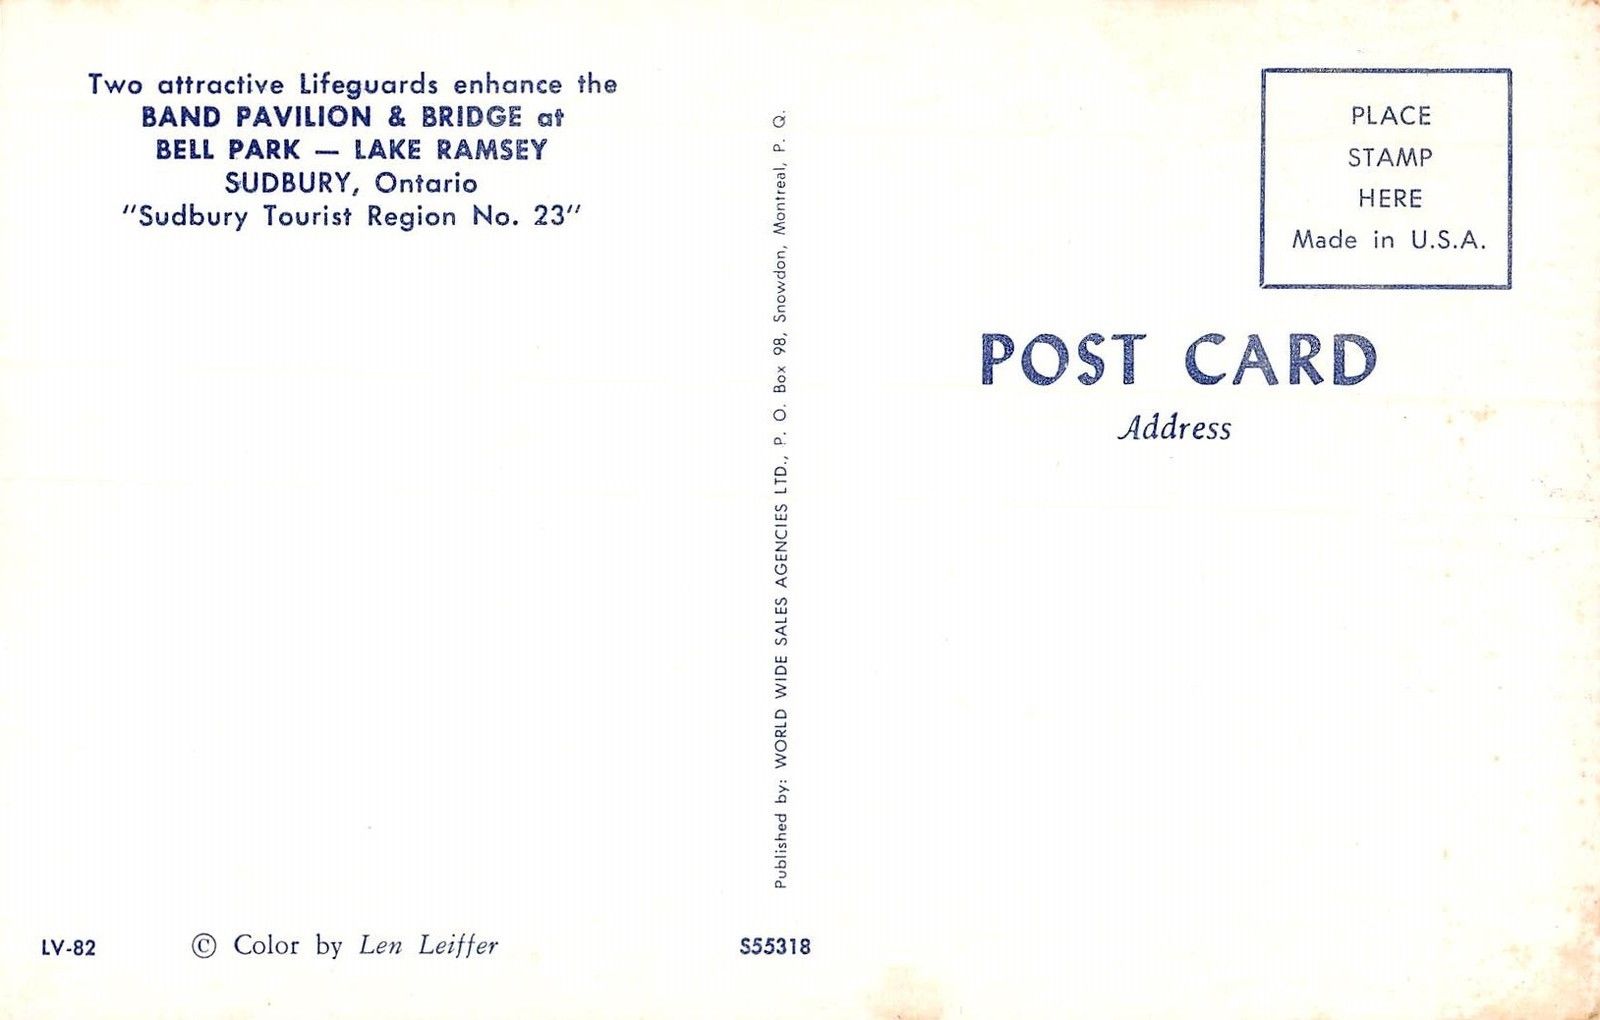 Two attractive Lifeguards enhance the
BAND PAVILION & BRIDGE at
BELL PARK — LAKE RAMSEY
SUDBURY, Ontario
"Sudbury Tourist Region No. 23"
LV-82
© Color by Len Leiffer
S55318
Published by: WORLD WIDE SALES AGENCIES LTD., P. O. Box 98, Snowdon, Montreal, P. Q.
PLACE
STAMP
HERE
Made in U.S.A.
POST CARD
Address